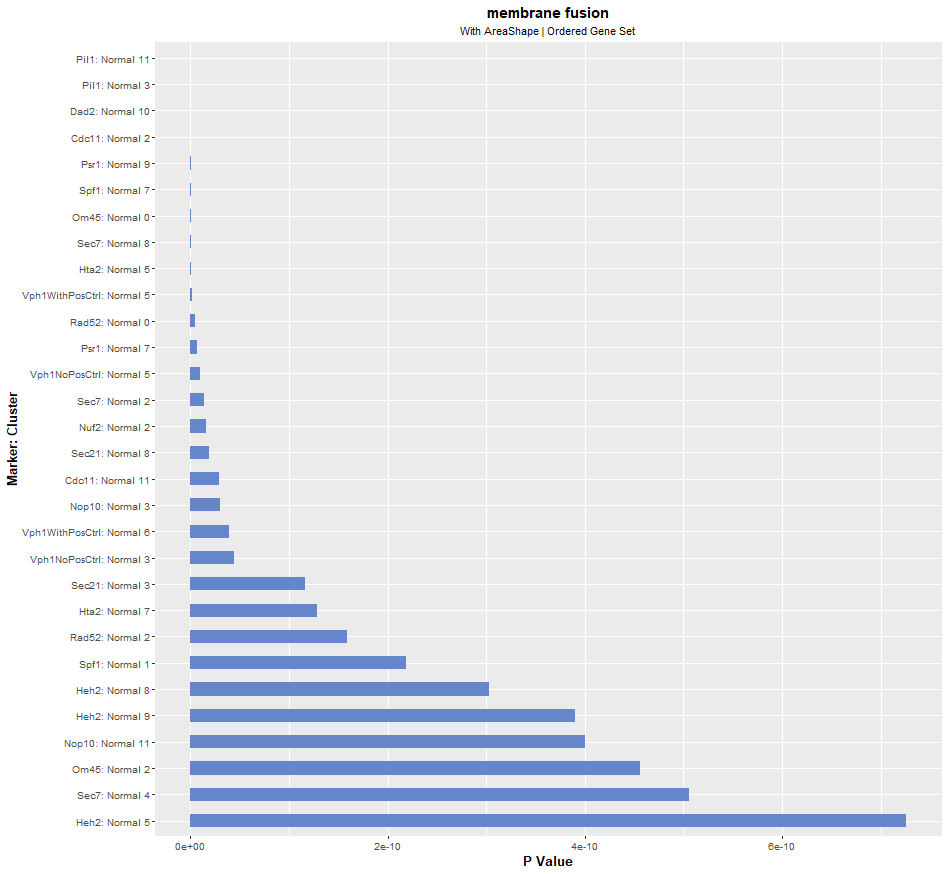 membrane fusion
With AreaShape | Ordered Gene Set
Marker: Cluster
Pil1: Normal 11
Pil1: Normal 3
Dad2: Normal 10
Cdc11: Normal 2
Psr1: Normal 9
Spf1: Normal 7
Om45: Normal 0
Sec7: Normal 8
Hta2: Normal 5
Vph1WithPosCtrl: Normal 5
Rad52: Normal 0
Psr1: Normal 7
Vph1NoPosCtrl: Normal 5
Sec7: Normal 2
Nuf2: Normal 2
Sec21: Normal 8
Cdc11: Normal 11
Nop10: Normal 3
Vph1WithPosCtrl: Normal 6
Vph1NoPosCtrl: Normal 3
Sec21: Normal 3
Hta2: Normal 7
Rad52: Normal 2
Spf1: Normal 1
Heh2: Normal 8
Heh2: Normal 9
Nop10: Normal 11
Om45: Normal 2
Sec7: Normal 4
Heh2: Normal 5
0e+00 2e-10 4e-10 6e-10
P Value